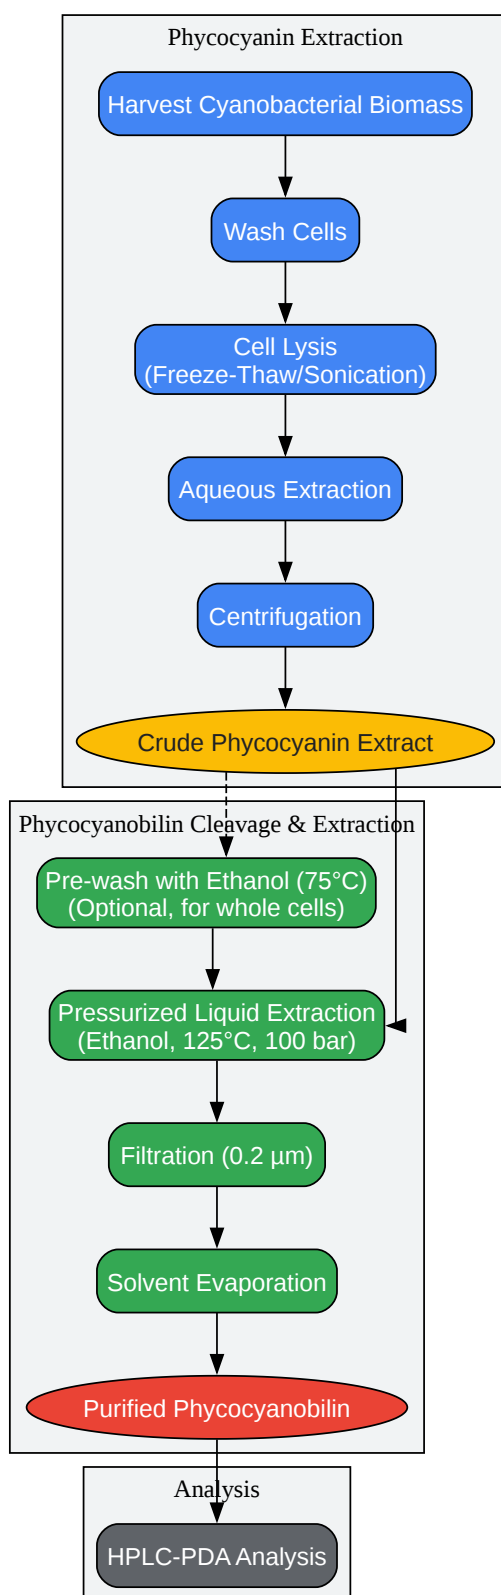 Phycocyanin Extraction
Harvest Cyanobacterial Biomass
Wash Cells
Cell Lysis
(Freeze-Thaw/Sonication)
Aqueous Extraction
Centrifugation
Crude Phycocyanin Extract
Phycocyanobilin Cleavage & Extraction
Pre-wash with Ethanol (75°C)
(Optional, for whole cells)
Pressurized Liquid Extraction
(Ethanol, 125°C, 100 bar)
Filtration (0.2 µm)
Solvent Evaporation
Purified Phycocyanobilin
Analysis
HPLC-PDA Analysis